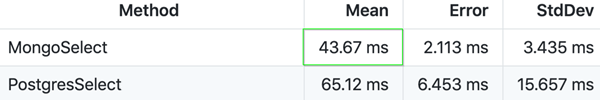 Method Mean Error StdDev
MongoSelect 43.67 ms 2.113 ms 3.435 ms
PostgresSelect 65.12 ms 6.453 ms 15.657 ms